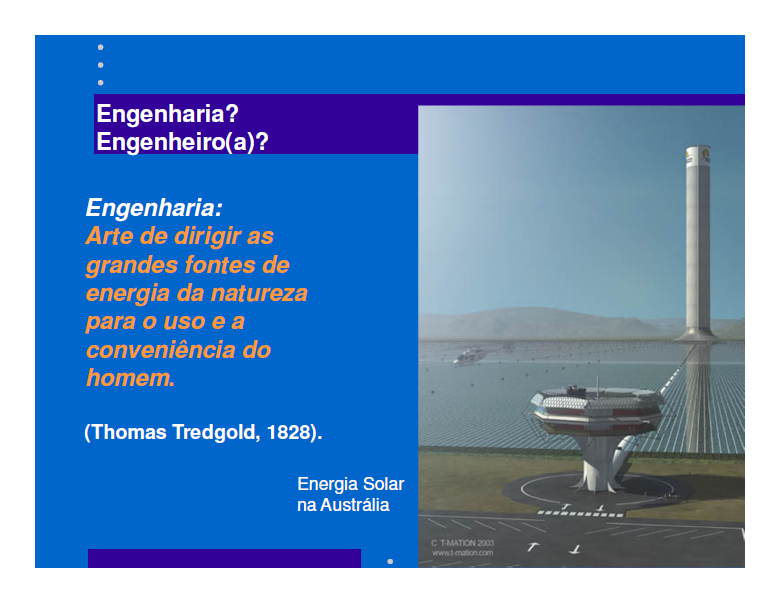 Engenharia?
Engenheiro(a)?
Engenharia:
Arte de dirigir as
grandes fontes de
energia da natureza
para o uso e a
conveniência do
homem.
(Thomas Tredgold, 1828).
Energia Solar
na Austrália
C T-MATION 2003
www.t-mation.com